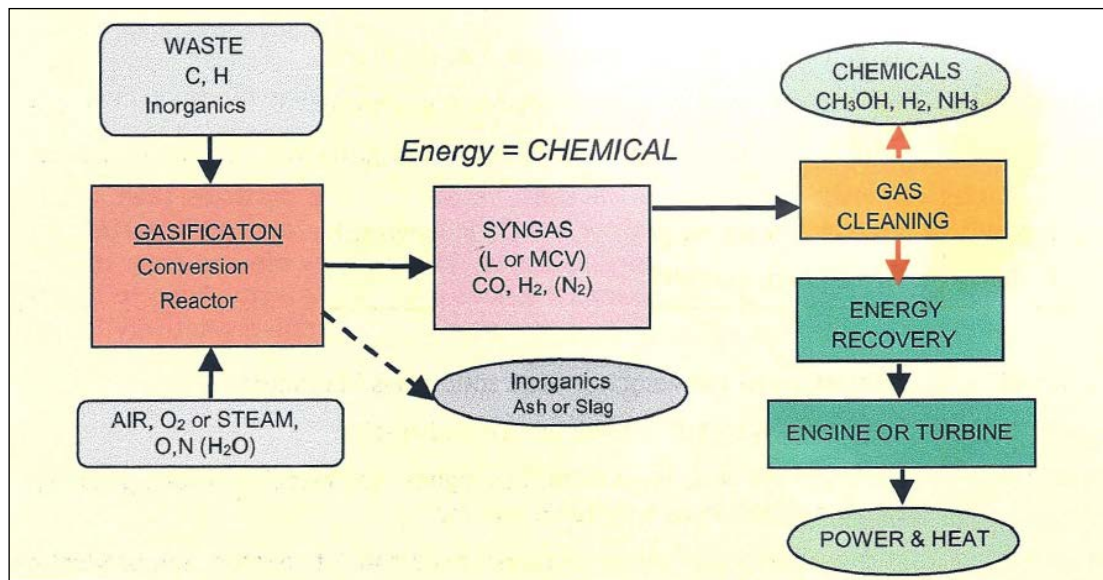 WASTE
C, H
Inorganics
CHEMICALS
CH₃OH, H₂, NH₃
Energy = CHEMICAL
GASIFICATON
Conversion
Reactor
SYNGAS
(L or MCV)
CO, H₂, (N₂)
GAS
CLEANING
ENERGY
RECOVERY
Inorganics
Ash or Slag
AIR, O₂ or STEAM,
O,N (H₂O)
ENGINE OR TURBINE
POWER & HEAT